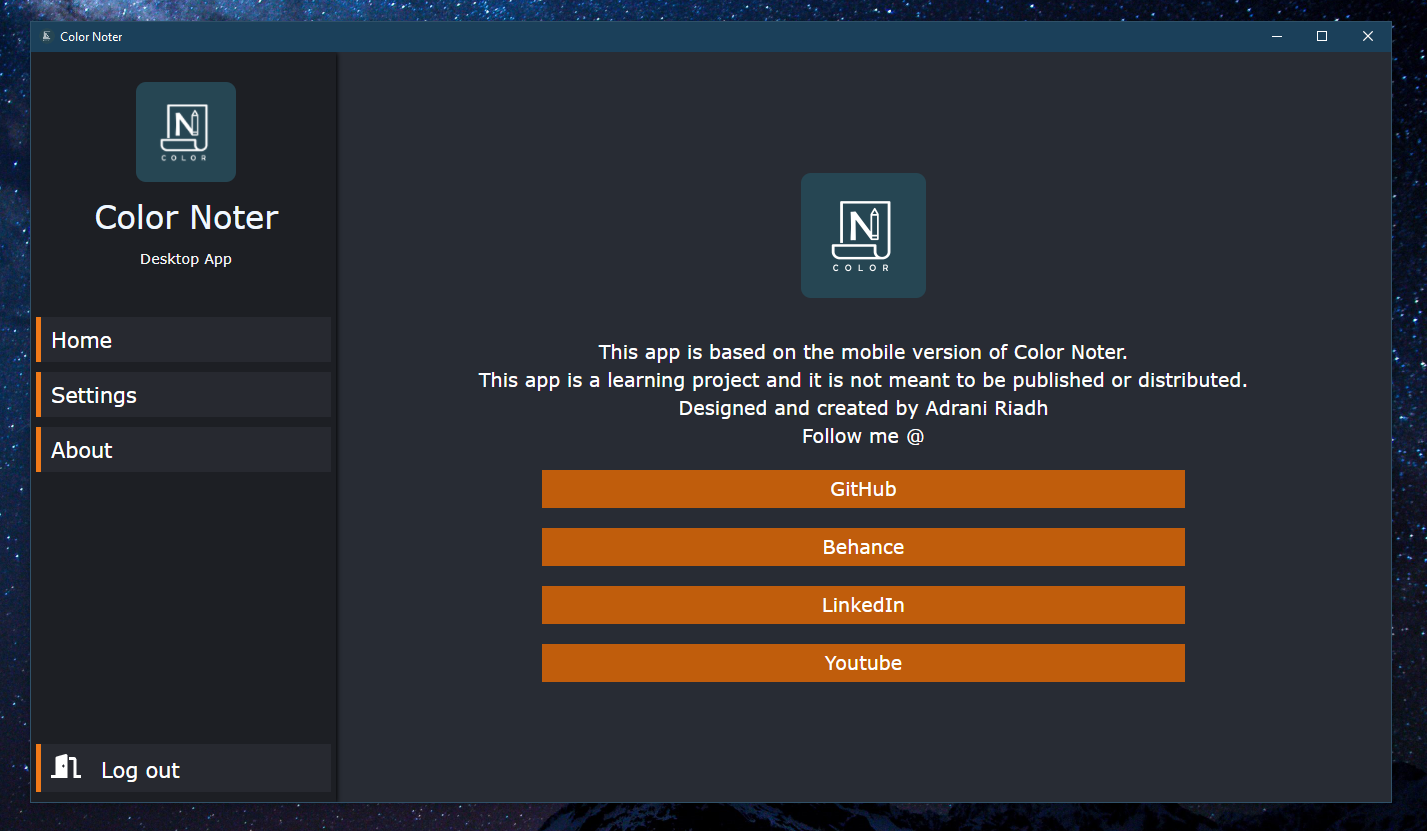 Color Noter
N
COLOR
Color Noter
Desktop App
Home
Settings
About
Log out
N
COLOR
This app is based on the mobile version of Color Noter.
This app is a learning project and it is not meant to be published or distributed.
Designed and created by Adrani Riadh
Follow me @
GitHub
Behance
LinkedIn
Youtube